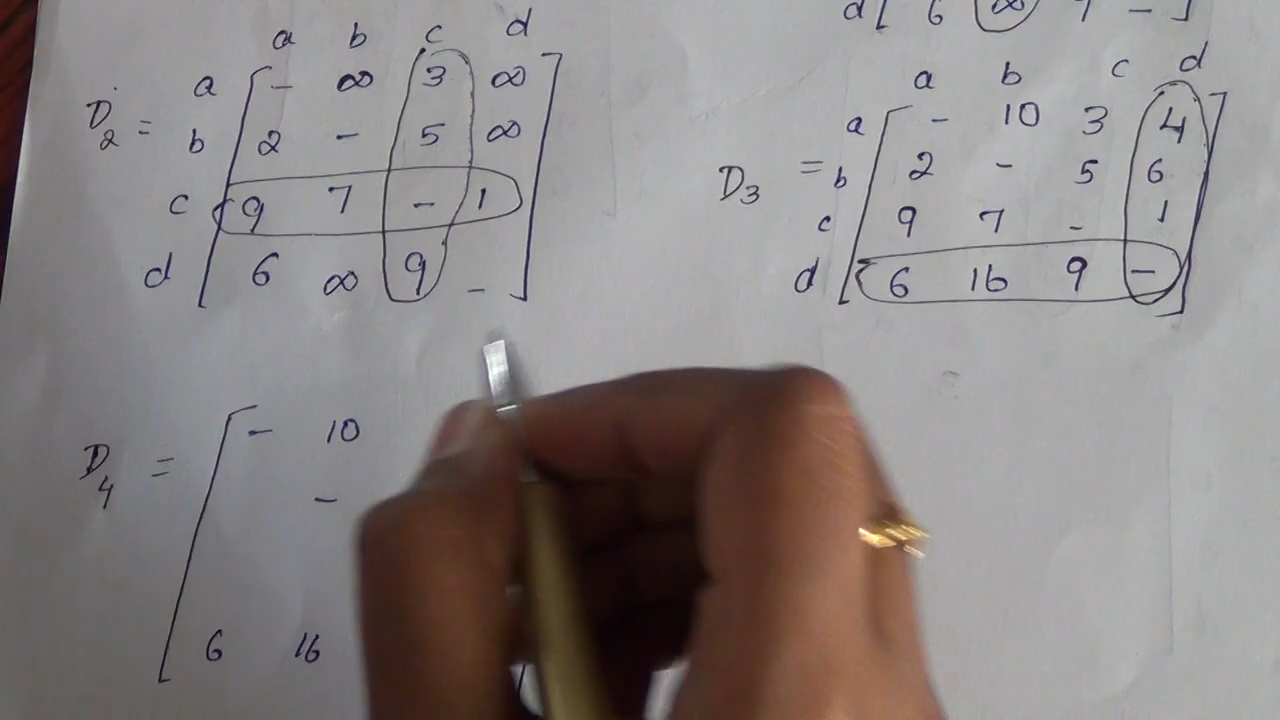 d [ 6 ∞ 7 - ]
a b c d
a - ∞ 3 ∞
D2 = b 2 - 5 ∞
c 9 7 - 1
d 6 ∞ 9 -
a b c d
a - 10 3 4
D3 = b 2 - 5 6
c 9 7 - 1
d 6 16 9 -
D4 = - 10
-
6 16